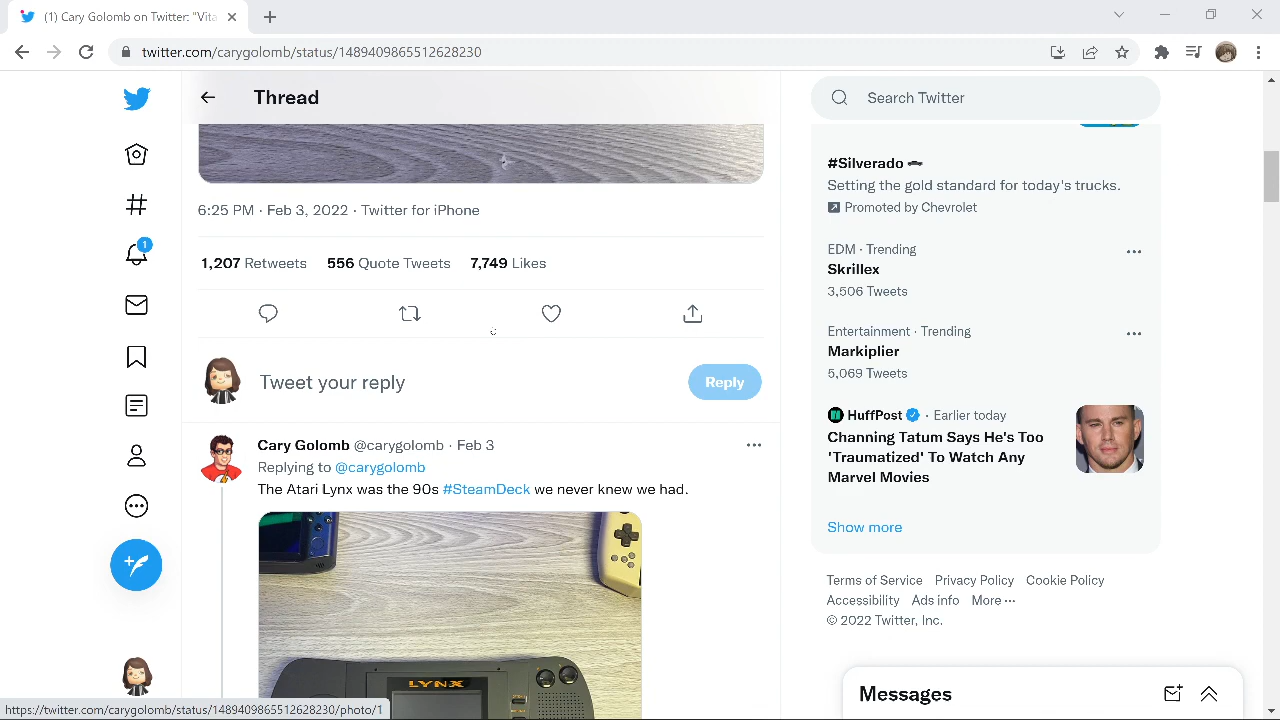 (1) Cary Golomb on Twitter: "Vita
twitter.com/carygolomb/status/1489409865512628230
Thread
Search Twitter
#Silverado
Setting the gold standard for today's trucks.
Promoted by Chevrolet
6:25 PM · Feb 3, 2022 · Twitter for iPhone
1,207 Retweets 556 Quote Tweets 7,749 Likes
EDM · Trending
Skrillex
3,506 Tweets
Entertainment · Trending
Markiplier
5,069 Tweets
1
Tweet your reply
Reply
HuffPost · Earlier today
Channing Tatum Says He's Too
'Traumatized' To Watch Any
Marvel Movies
Show more
Cary Golomb @carygolomb · Feb 3
Replying to @carygolomb
The Atari Lynx was the 90s #SteamDeck we never knew we had.
LYNX
Terms of Service Privacy Policy Cookie Policy
Accessibility Ads info More ···
© 2022 Twitter, Inc.
Messages
https://twitter.com/carygolomb/status/1489409865512628230/photo/1